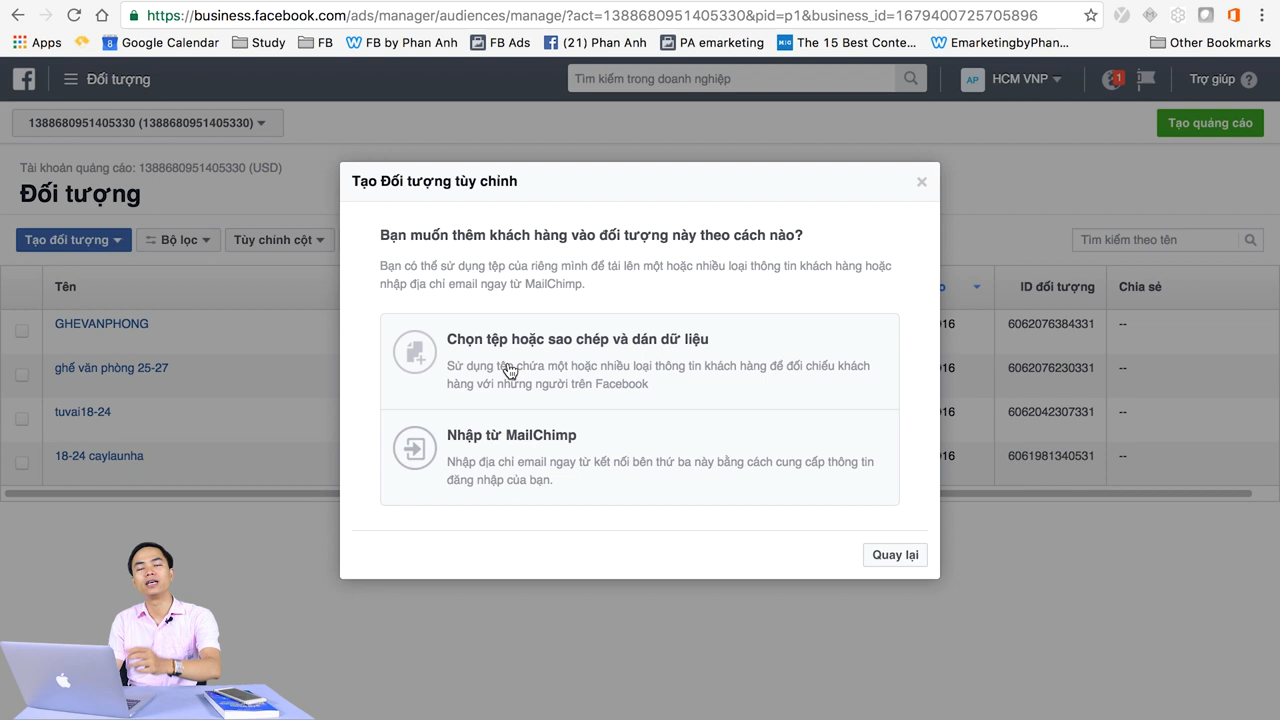 https://business.facebook.com/ads/manager/audiences/manage/?act=1388680951405330&pid=p1&business_id=1679400725705896
Apps
8 Google Calendar
Study
FB
FB by Phan Anh
FB Ads
(21) Phan Anh
PA emarketing
The 15 Best Conte...
EmarketingbyPhan...
Other Bookmarks
Đối tượng
Tìm kiếm trong doanh nghiệp
AP
HCM VNP
1
Trợ giúp ?
1388680951405330 (1388680951405330)
Tạo quảng cáo
Tài khoản quảng cáo: 1388680951405330 (USD)
Đối tượng
Tạo đối tượng
Bộ lọc
Tùy chỉnh cột
Tìm kiếm theo tên
Tên
ID đối tượng
Chia sẻ
GHEVANPHONG
6062076384331
--
ghế văn phòng 25-27
6062076230331
--
tuvai18-24
6062042307331
--
18-24 caylaunha
6061981340531
--
Tạo Đối tượng tùy chỉnh
×
Bạn muốn thêm khách hàng vào đối tượng này theo cách nào?
Bạn có thể sử dụng tệp của riêng mình để tải lên một hoặc nhiều loại thông tin khách hàng hoặc
nhập địa chỉ email ngay từ MailChimp.
Chọn tệp hoặc sao chép và dán dữ liệu
Sử dụng tệp chứa một hoặc nhiều loại thông tin khách hàng để đối chiếu khách
hàng với những người trên Facebook
Nhập từ MailChimp
Nhập địa chỉ email ngay từ kết nối bên thứ ba này bằng cách cung cấp thông tin
đăng nhập của bạn.
Quay lại